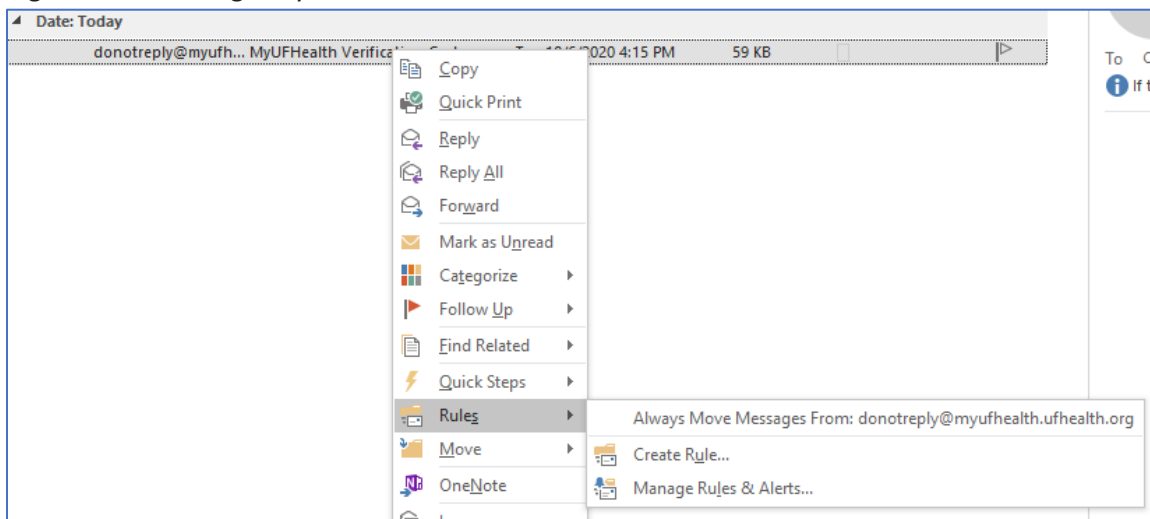 Date: Today
donotreply@myufh... MyUFHealth Verifica 2020 4:15 PM 59 KB
To
If t
Copy
Quick Print
Reply
Reply All
Forward
Mark as Unread
Categorize
Follow Up
Find Related
Quick Steps
Rules
Always Move Messages From: donotreply@myufhealth.ufhealth.org
Move
Create Rule...
OneNote
Manage Rules & Alerts...